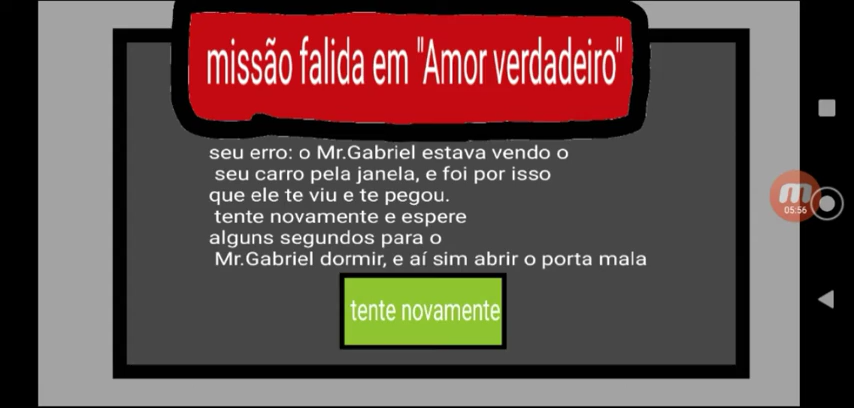 missão falida em "Amor verdadeiro"
seu erro: o Mr.Gabriel estava vendo o
seu carro pela janela, e foi por isso
que ele te viu e te pegou.
tente novamente e espere
alguns segundos para o
Mr.Gabriel dormir, e aí sim abrir o porta mala
tente novamente
05:56